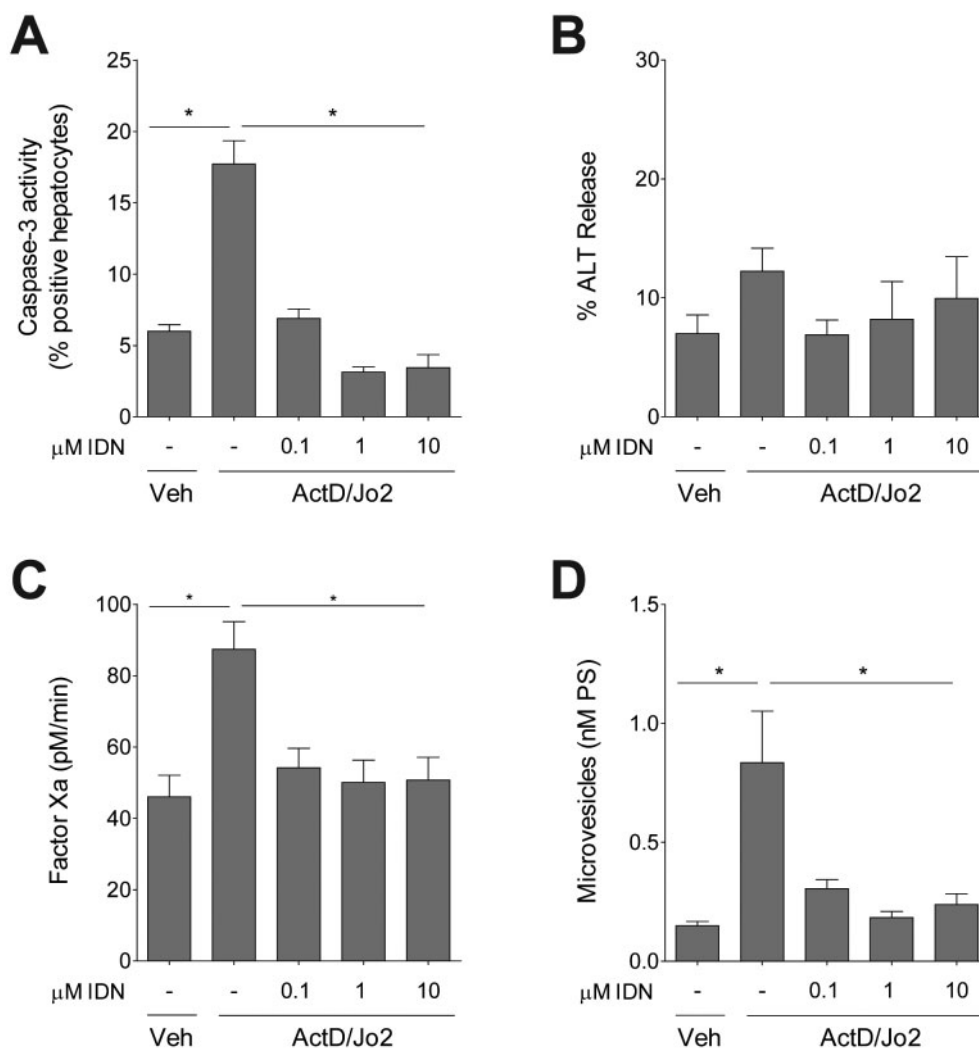 A
Caspase-3 activity
(% positive hepatocytes)
25
20
15
10
5
0
*
*
μM IDN - - 0.1 1 10
Veh ActD/Jo2
B
% ALT Release
30
20
10
0
μM IDN - - 0.1 1 10
Veh ActD/Jo2
C
Factor Xa (pM/min)
100
80
60
40
20
0
*
*
μM IDN - - 0.1 1 10
Veh ActD/Jo2
D
Microvesicles (nM PS)
1.5
1.0
0.5
0.0
*
*
μM IDN - - 0.1 1 10
Veh ActD/Jo2